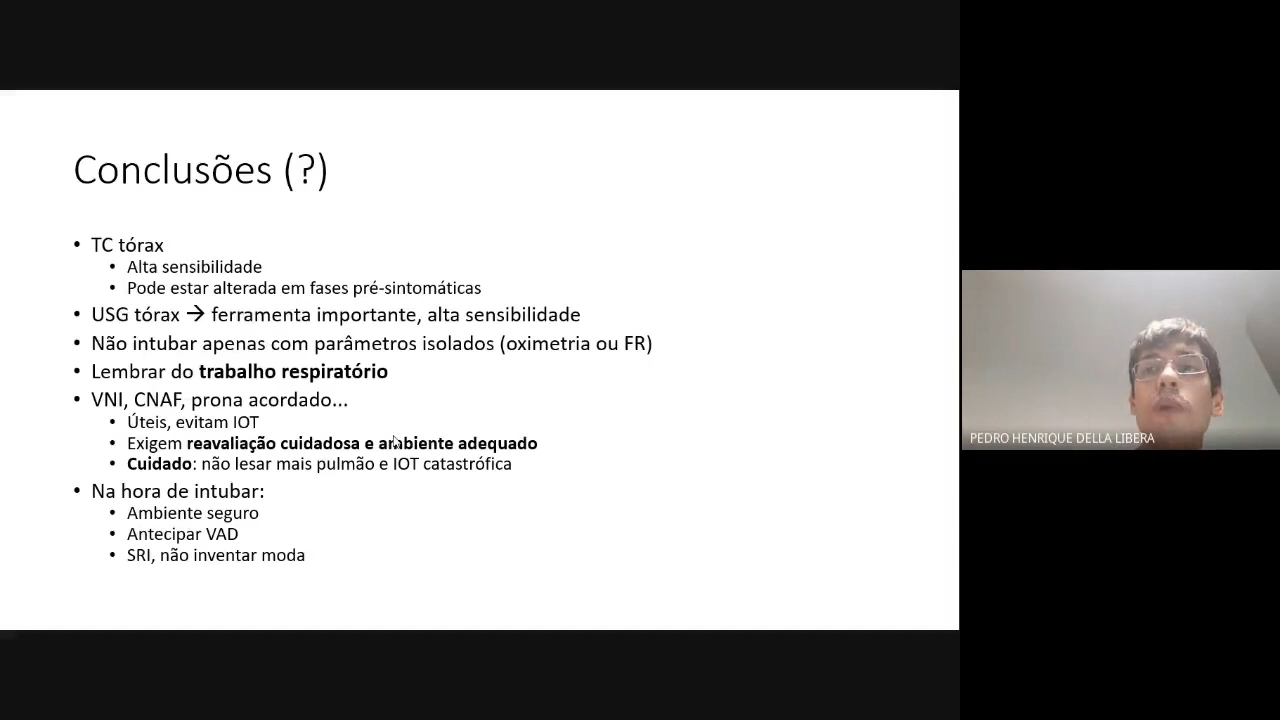 Conclusões (?)
• TC tórax
• Alta sensibilidade
• Pode estar alterada em fases pré-sintomáticas
• USG tórax → ferramenta importante, alta sensibilidade
• Não intubar apenas com parâmetros isolados (oximetria ou FR)
• Lembrar do trabalho respiratório
• VNI, CNAF, prona acordado...
• Úteis, evitam IOT
• Exigem reavaliação cuidadosa e ambiente adequado
• Cuidado: não lesar mais pulmão e IOT catastrófica
• Na hora de intubar:
• Ambiente seguro
• Antecipar VAD
• SRI, não inventar moda
PEDRO HENRIQUE DELLA LIBERA